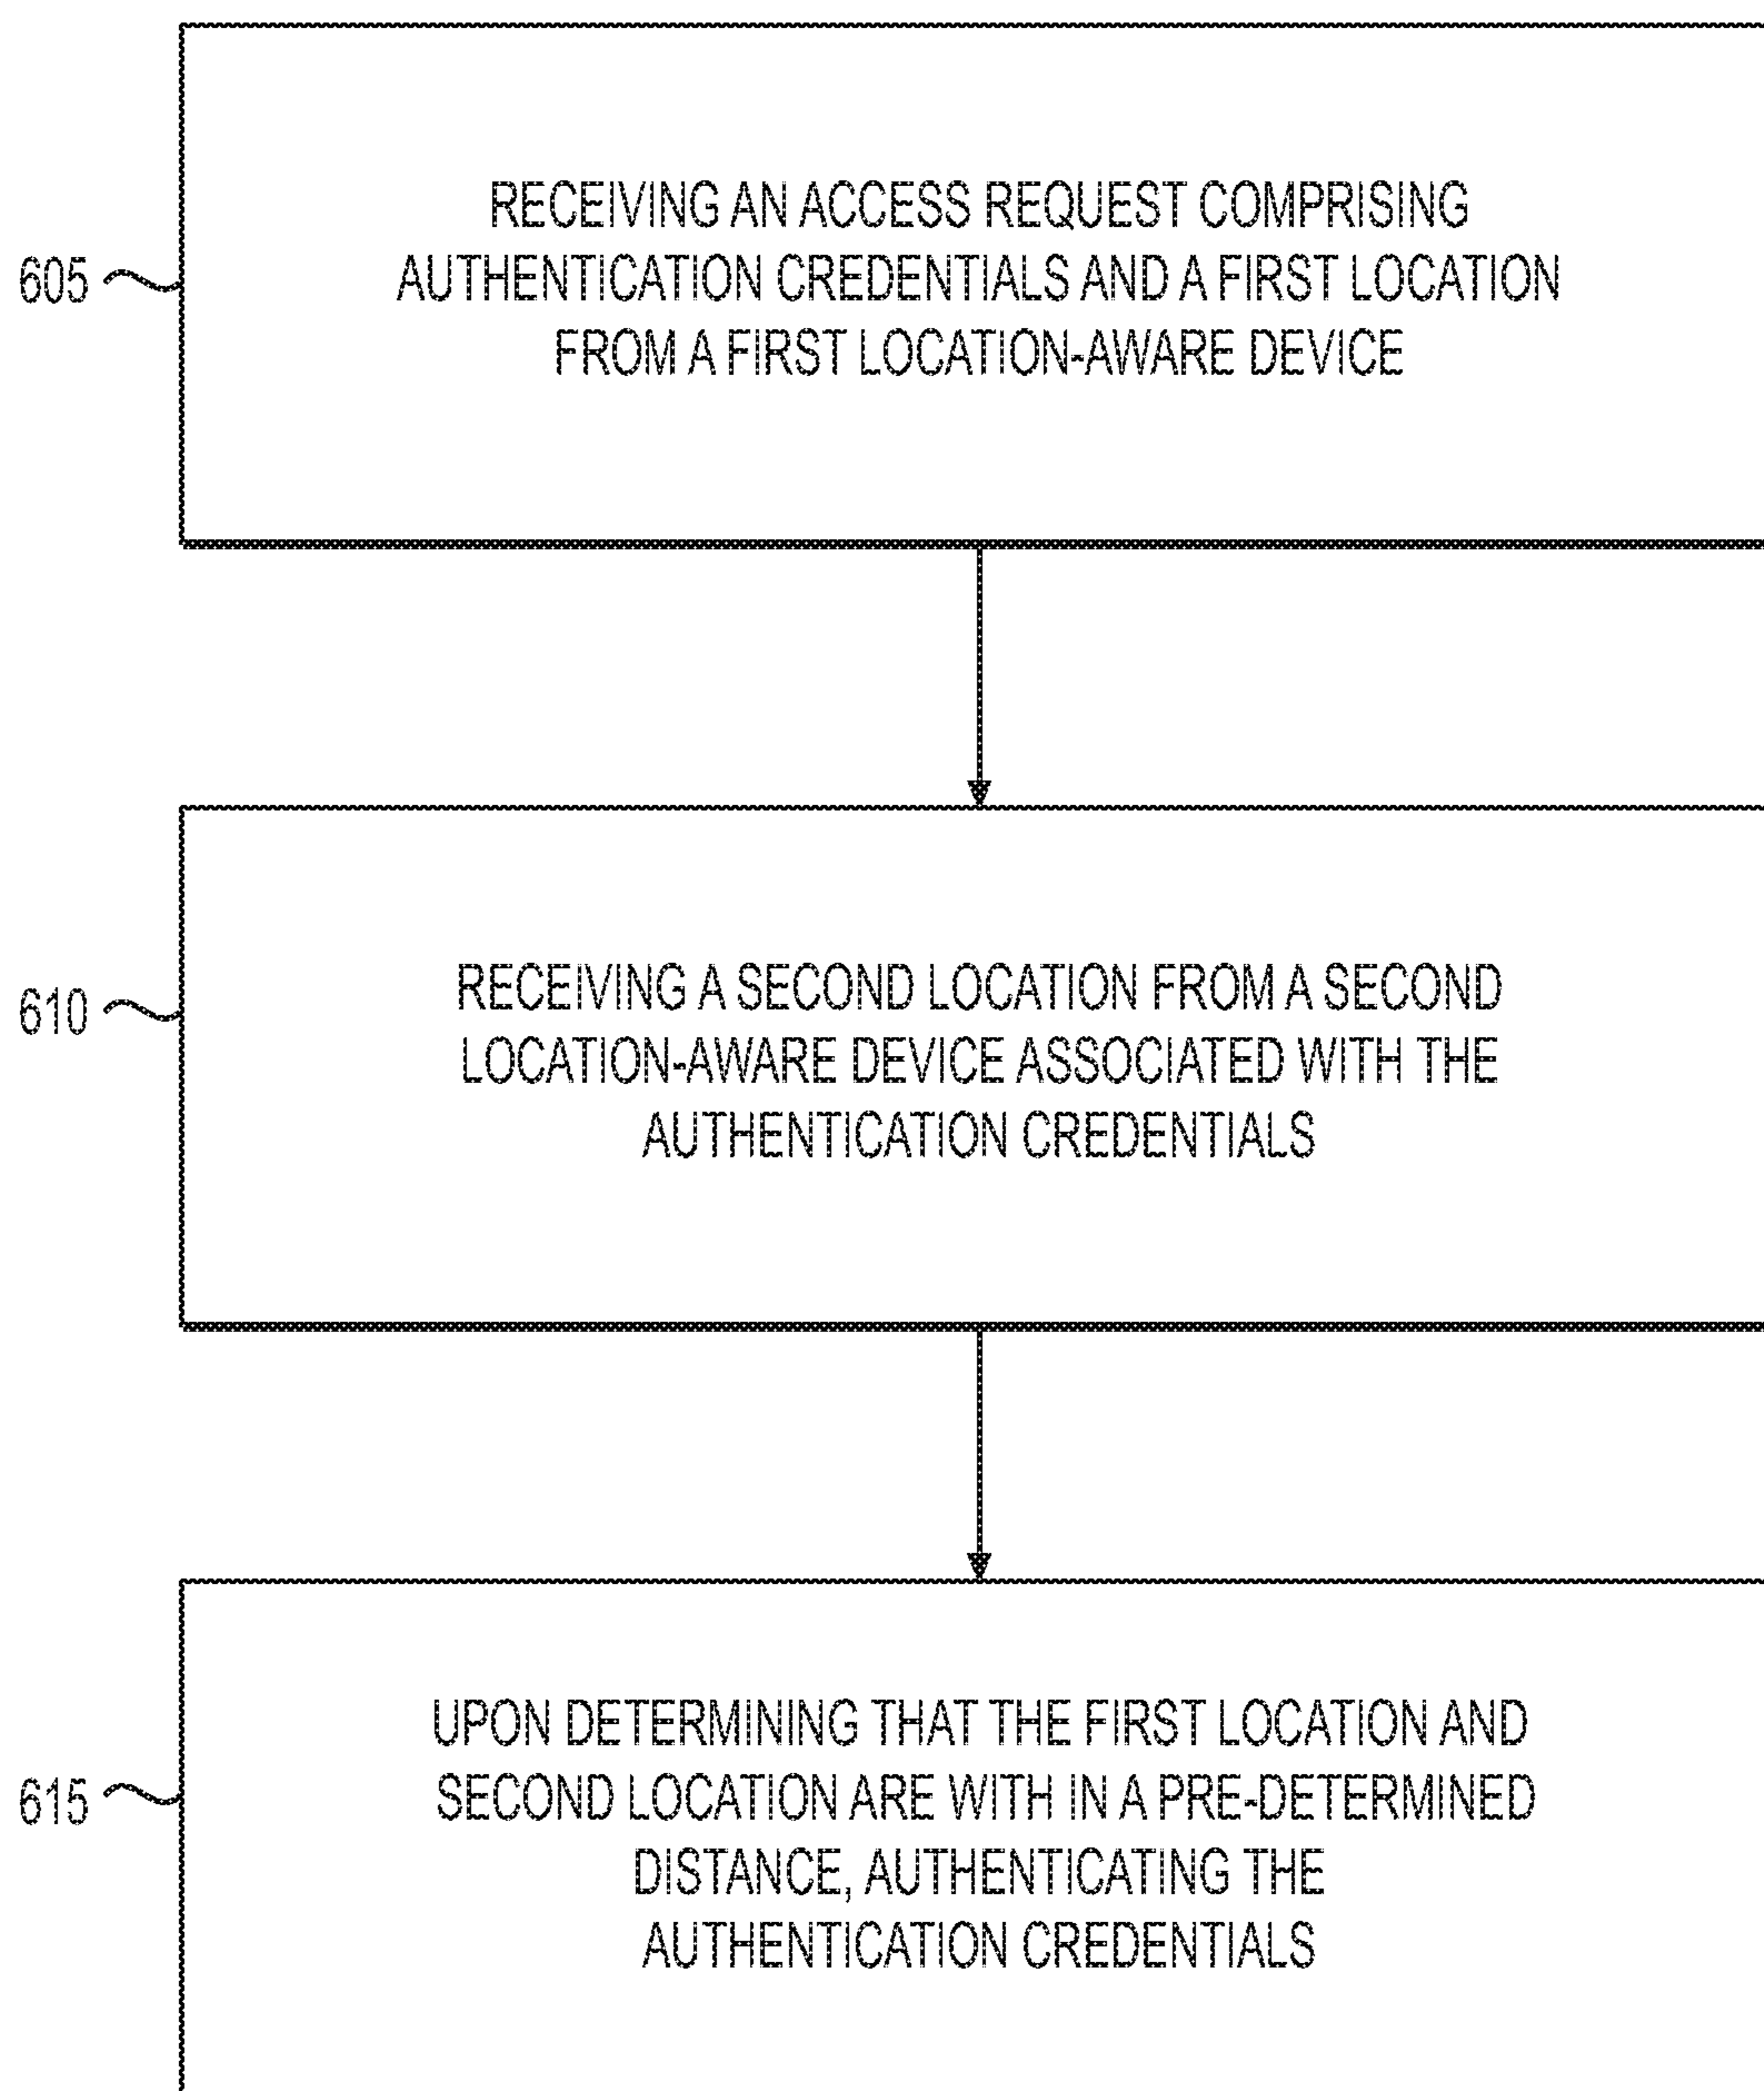 RECEIVING AN ACCESS REQUEST COMPRISING
AUTHENTICATION CREDENTIALS AND A FIRST LOCATION
FROM A FIRST LOCATION-AWARE DEVICE
605
RECEIVING A SECOND LOCATION FROM A SECOND
LOCATION-AWARE DEVICE ASSOCIATED WITH THE
AUTHENTICATION CREDENTIALS
610
UPON DETERMINING THAT THE FIRST LOCATION AND
SECOND LOCATION ARE WITH IN A PRE-DETERMINED
DISTANCE, AUTHENTICATING THE
AUTHENTICATION CREDENTIALS
615